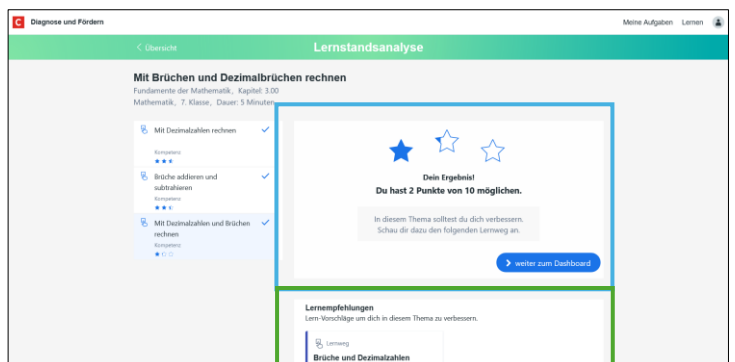 C Diagnose und Fördern
Meine Aufgaben Lernen
Übersicht
Lernstandsanalyse
Mit Brüchen und Dezimalbrüchen rechnen
Fundamente der Mathematik, Kapitel: 3.00
Mathematik, 7. Klasse, Dauer: 5 Minuten
Mit Dezimalzahlen rechnen
Kompetenz
Brüche addieren und
subtrahieren
Kompetenz
Mit Dezimalzahlen und Brüchen
rechnen
Kompetenz
Dein Ergebnis!
Du hast 2 Punkte von 10 möglichen.
In diesem Thema solltest du dich verbessern.
Schau dir dazu den folgenden Lernweg an.
weiter zum Dashboard
Lernempfehlungen
Lern-Vorschläge um dich in diesem Thema zu verbessern.
Lernweg
Brüche und Dezimalzahlen